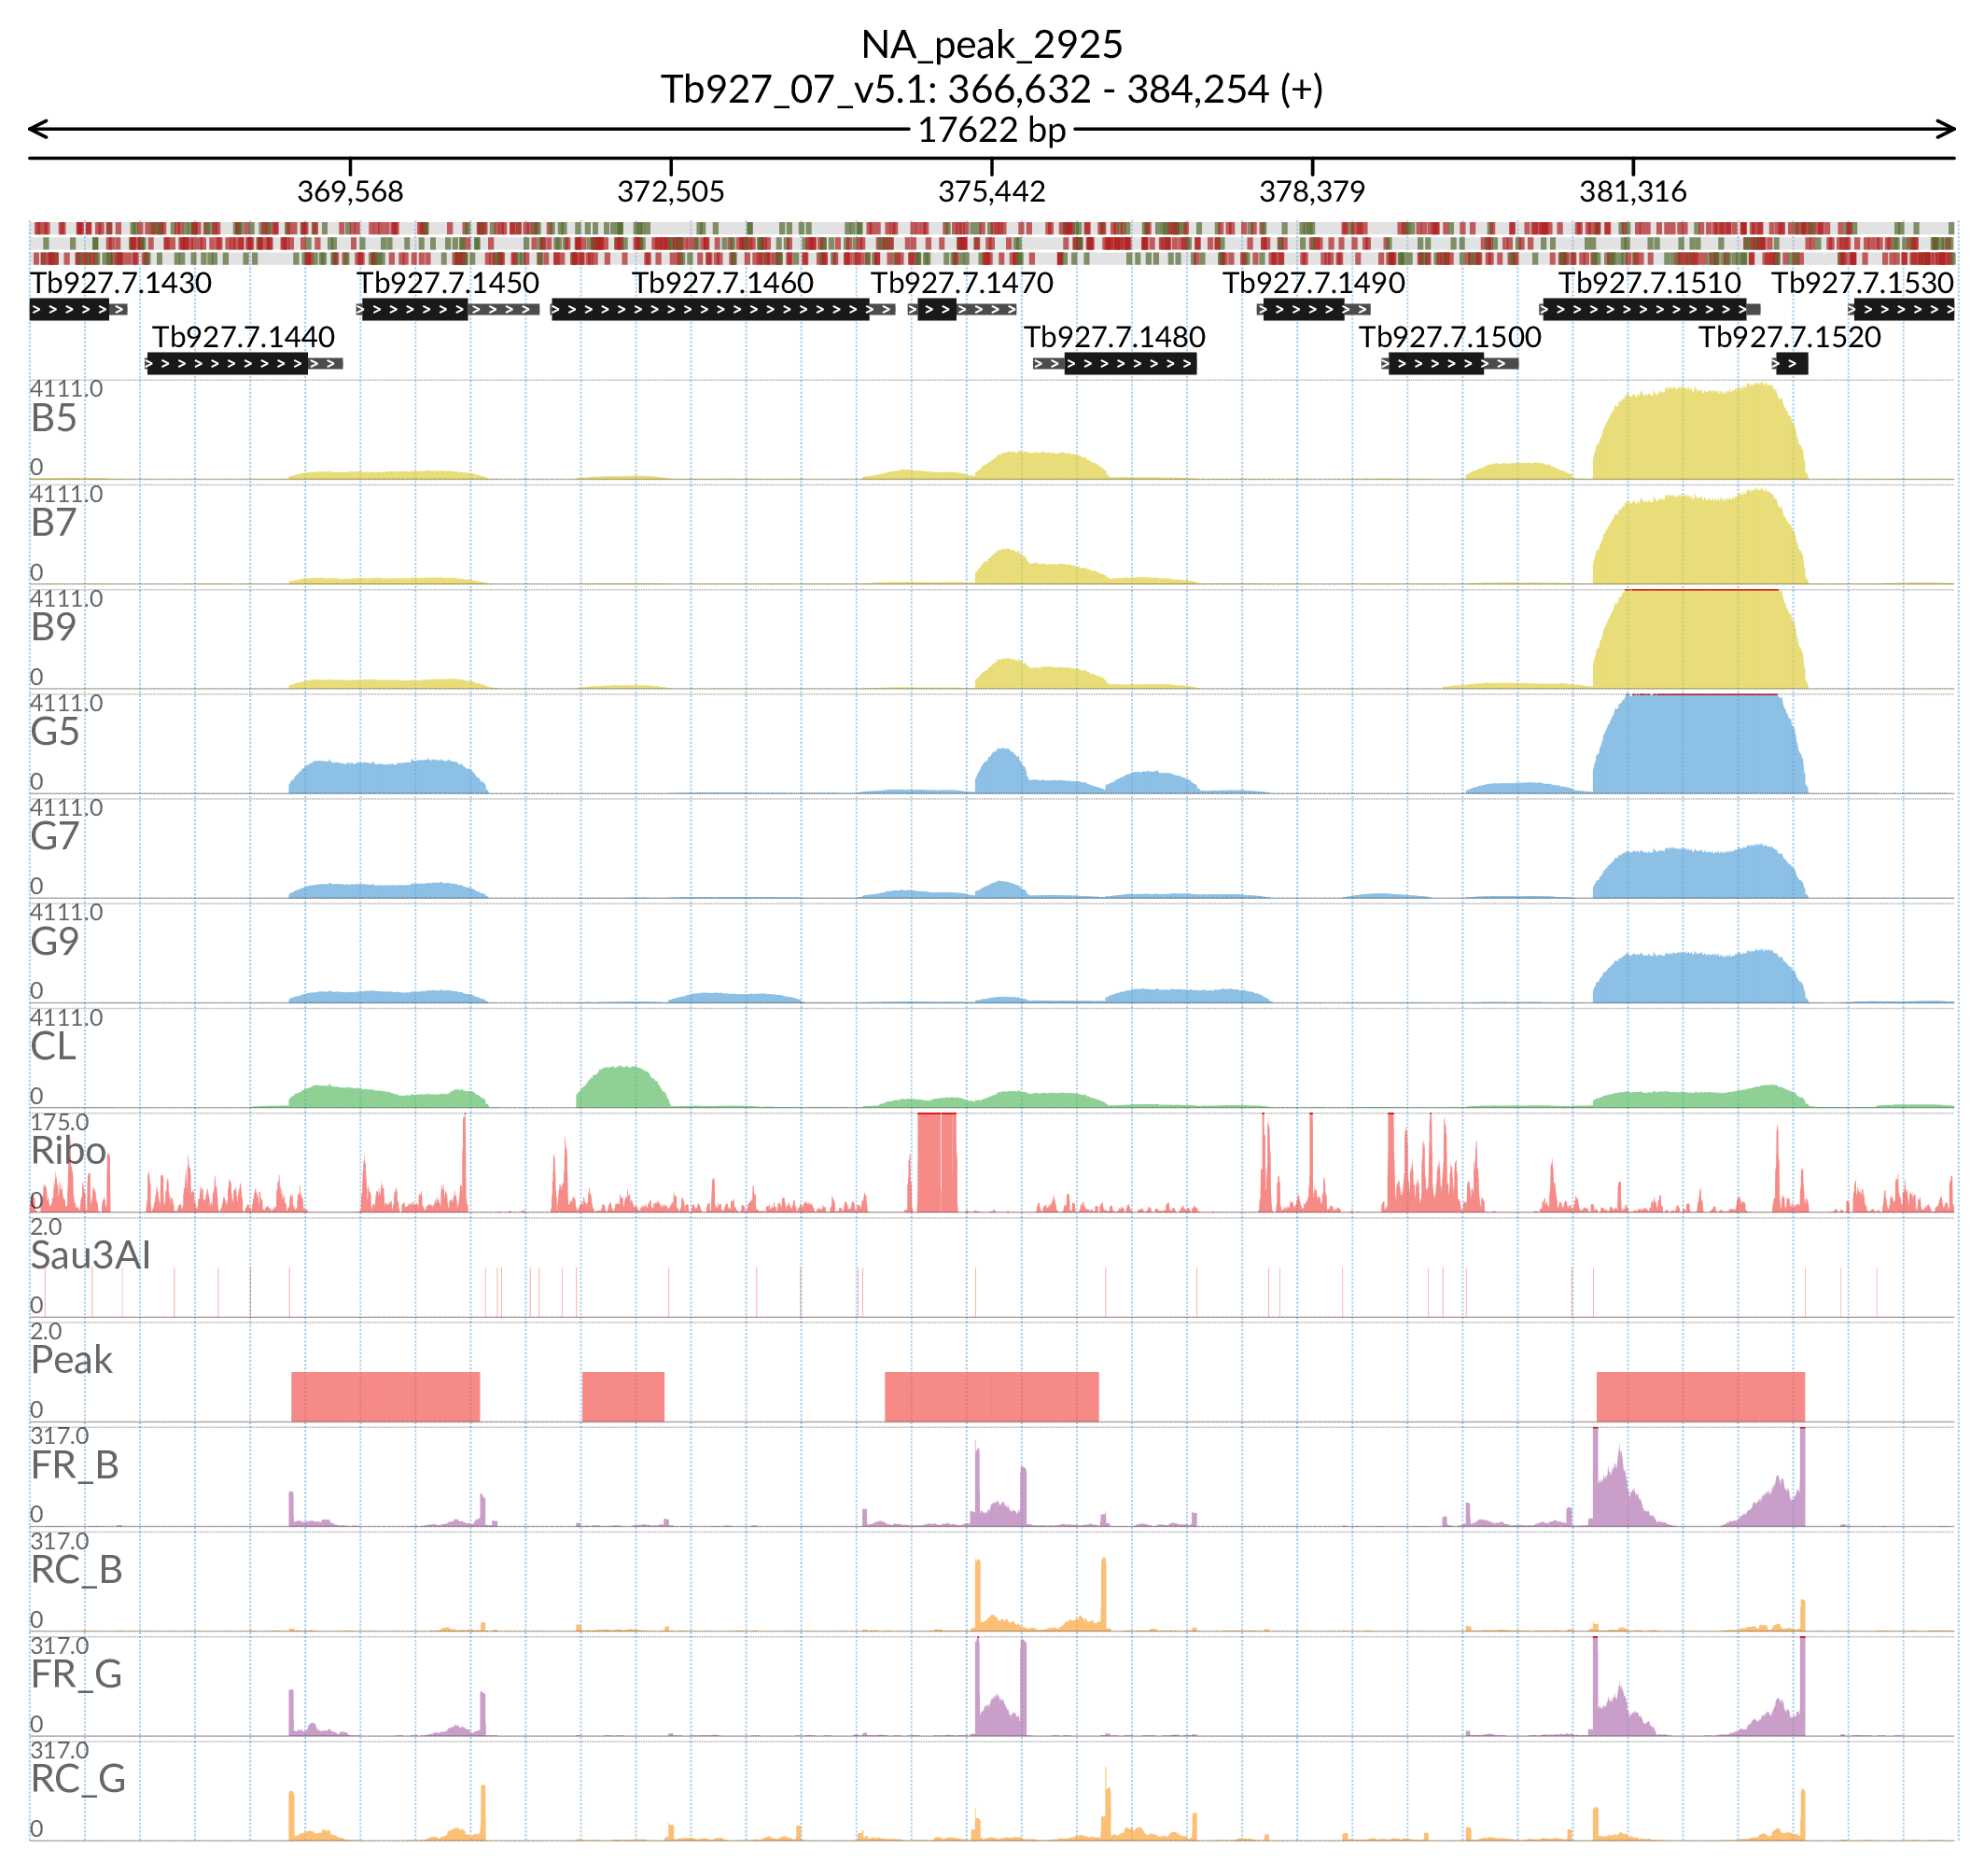 NA_peak_2925
Tb927_07_v5.1: 366,632 - 384,254 (+)
17622 bp
369,568 372,505 375,442 378,379 381,316
Tb927.7.1430 Tb927.7.1450 Tb927.7.1460 Tb927.7.1470 Tb927.7.1490 Tb927.7.1510 Tb927.7.1530
Tb927.7.1440 Tb927.7.1480 Tb927.7.1500 Tb927.7.1520
4111.0
B5
0
4111.0
B7
0
4111.0
B9
0
4111.0
G5
0
4111.0
G7
0
4111.0
G9
0
4111.0
CL
0
175.0
Ribo
0
2.0
Sau3AI
0
2.0
Peak
0
317.0
FR_B
0
317.0
RC_B
0
317.0
FR_G
0
317.0
RC_G
0